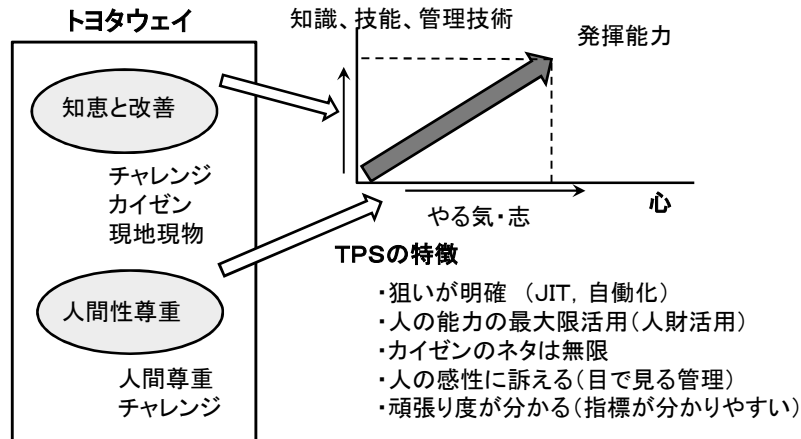 トヨタウェイ
知恵と改善
チャレンジ
カイゼン
現地現物
人間性尊重
人間尊重
チャレンジ
知識、技能、管理技術
発揮能力
心
やる気・志
TPSの特徴
・狙いが明確 (JIT, 自働化)
・人の能力の最大限活用(人財活用)
・カイゼンのネタは無限
・人の感性に訴える(目で見る管理)
・頑張り度が分かる(指標が分かりやすい)